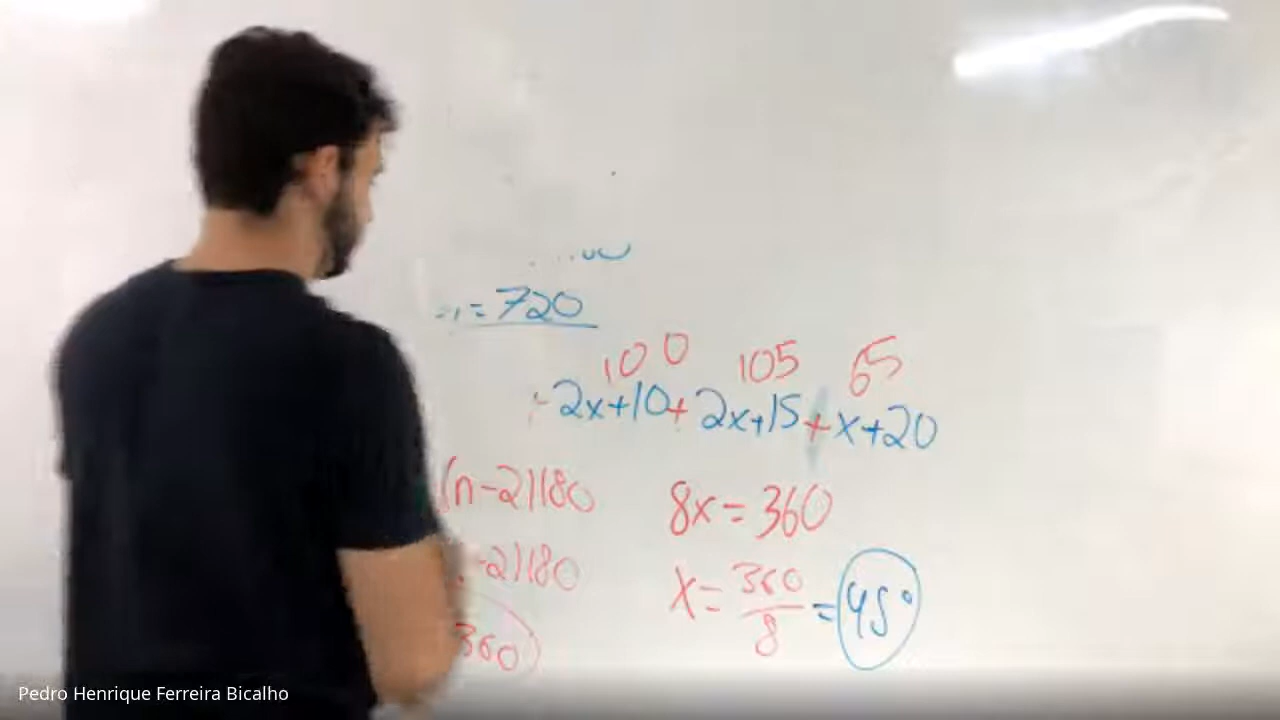 = 720
100 105 65
2x+10+2x+15+x+20
(n-2)180
8x = 360
-2)180
x = 360/8 = 45°
360)
Pedro Henrique Ferreira Bicalho